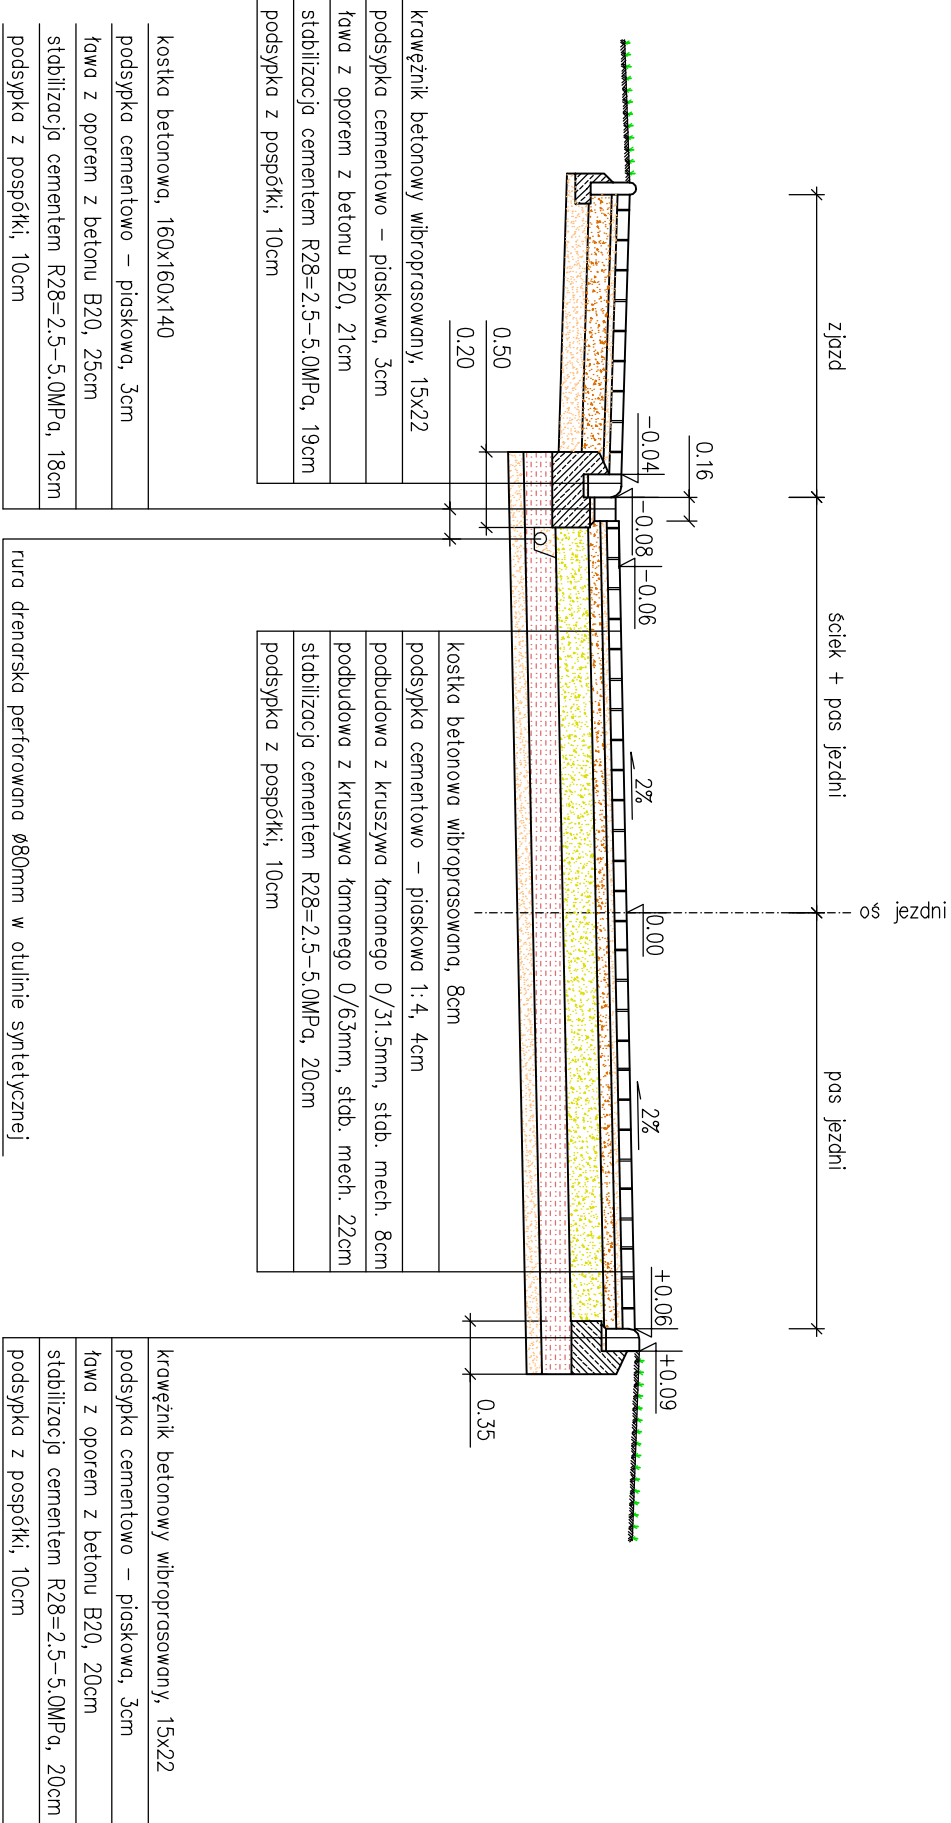 zjazd
ściek + pas jezdni
oś jezdni
pas jezdni
0.16
-0.04
-0.08
-0.06
2%
0.00
2%
+0.06
+0.09
0.50
0.20
0.35
krawężnik betonowy wibroprasowany, 15x22
podsypka cementowo - piaskowa, 3cm
ława z oporem z betonu B20, 21cm
stabilizacja cementem R28=2.5-5.0MPa, 19cm
podsypka z pospółki, 10cm
kostka betonowa wibroprasowana, 8cm
podsypka cementowo - piaskowa 1:4, 4cm
podbudowa z kruszywa łamanego 0/31.5mm, stab. mech. 8cm
podbudowa z kruszywa łamanego 0/63mm, stab. mech. 22cm
stabilizacja cementem R28=2.5-5.0MPa, 20cm
podsypka z pospółki, 10cm
kostka betonowa, 160x160x140
podsypka cementowo - piaskowa, 3cm
ława z oporem z betonu B20, 25cm
stabilizacja cementem R28=2.5-5.0MPa, 18cm
podsypka z pospółki, 10cm
rura drenarska perforowana ø80mm w otulinie syntetycznej
krawężnik betonowy wibroprasowany, 15x22
podsypka cementowo - piaskowa, 3cm
ława z oporem z betonu B20, 20cm
stabilizacja cementem R28=2.5-5.0MPa, 20cm
podsypka z pospółki, 10cm